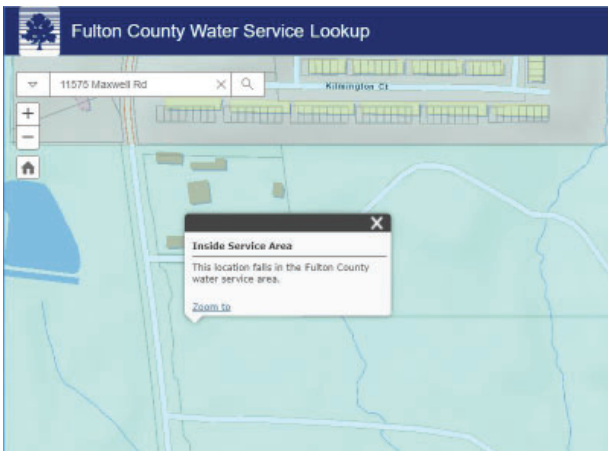 Fulton County Water Service Lookup
11575 Maxwell Rd
Kilmington Ct
Inside Service Area
This location falls in the Fulton County
water service area.
Zoom to